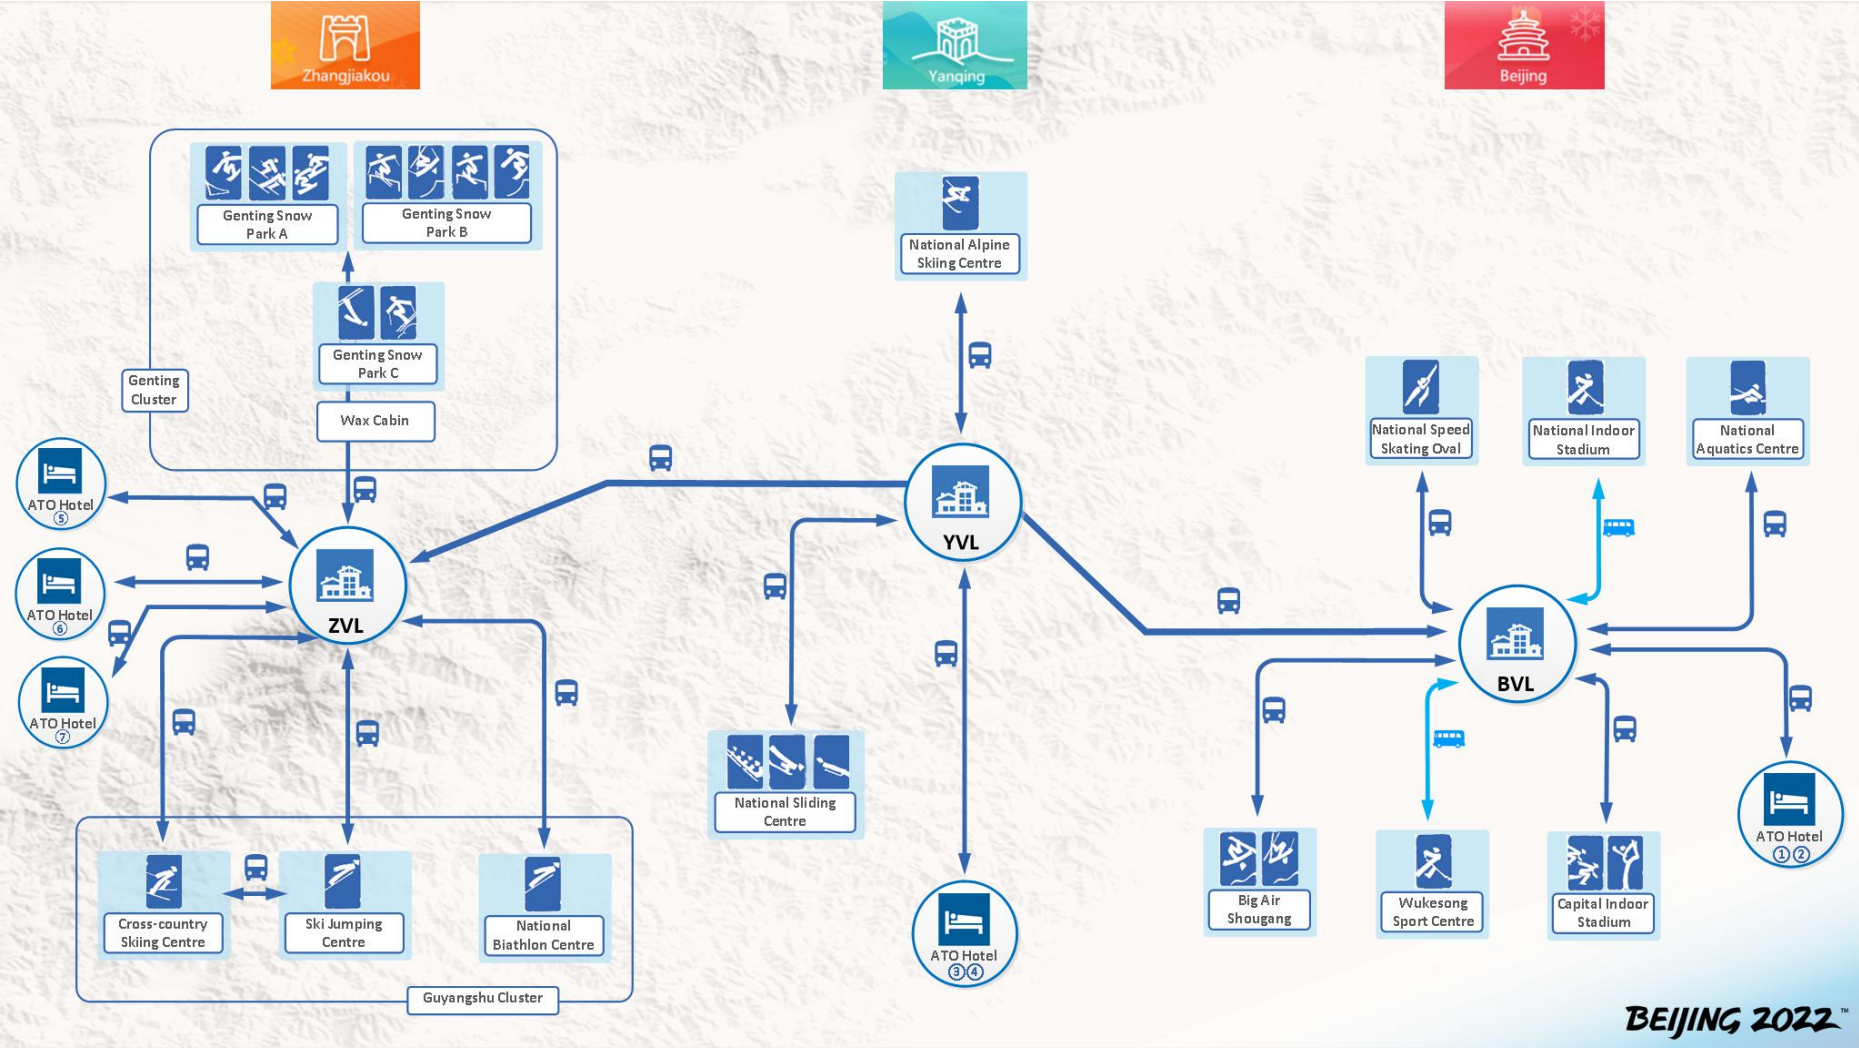 Zhangjiakou
Yanqing
Beijing
Genting Snow
Park A
Genting Snow
Park B
Genting Snow
Park C
Wax Cabin
Genting
Cluster
ATO Hotel
⑤
ATO Hotel
⑥
ATO Hotel
⑦
ZVL
Cross-country
Skiing Centre
Ski Jumping
Centre
National
Biathlon Centre
Guyangshu Cluster
National Alpine
Skiing Centre
YVL
National Sliding
Centre
ATO Hotel
③④
National Speed
Skating Oval
National Indoor
Stadium
National
Aquatics Centre
BVL
Big Air
Shougang
Wukesong
Sport Centre
Capital Indoor
Stadium
ATO Hotel
①②
BEIJING 2022™